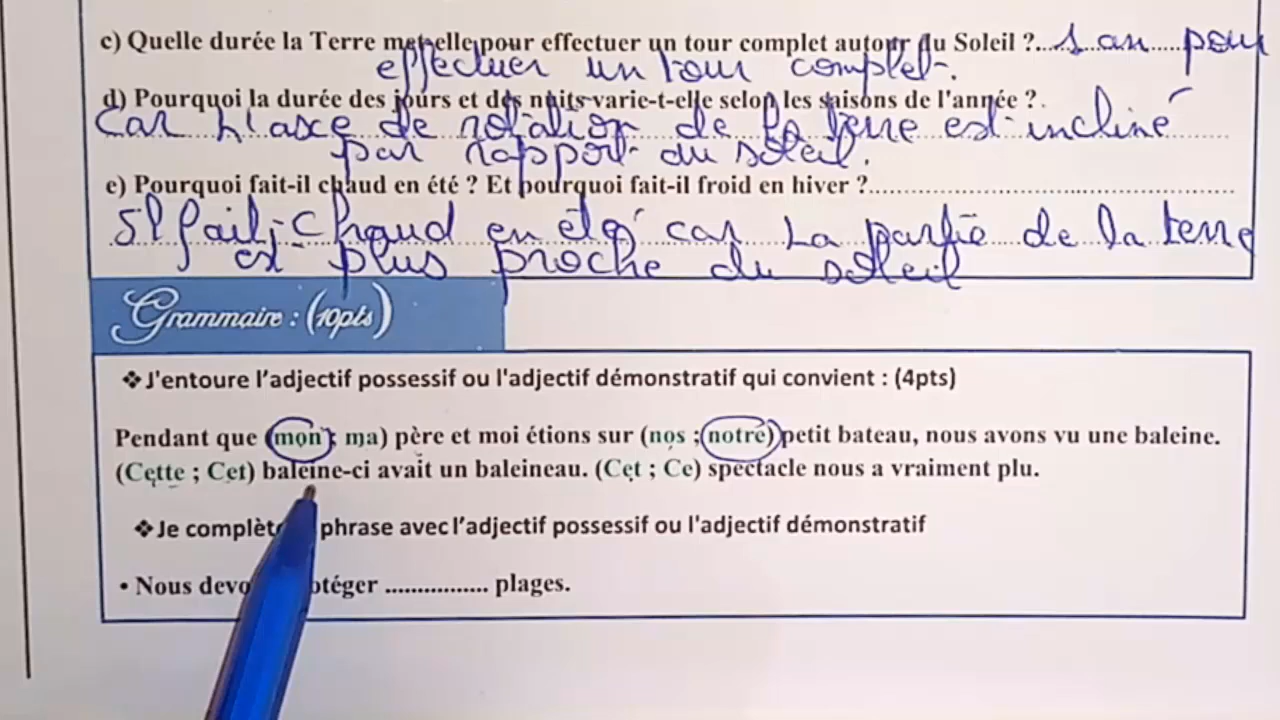 c) Quelle durée la Terre met-elle pour effectuer un tour complet autour du Soleil ?.... 1 an pour
effectuer un tour complet.
d) Pourquoi la durée des jours et des nuits varie-t-elle selon les saisons de l'année ?.
Car l'axe de rotation de la terre est incliné
par rapport du soleil.
e) Pourquoi fait-il chaud en été ? Et pourquoi fait-il froid en hiver ?....................................................
Il fait chaud en été car la partie de la terre
est plus proche du soleil
Grammaire : (10pts)
❖J'entoure l'adjectif possessif ou l'adjectif démonstratif qui convient : (4pts)
Pendant que (mon ; ma) père et moi étions sur (nos ; notre) petit bateau, nous avons vu une baleine.
(Cette ; Cet) baleine-ci avait un baleineau. (Cet ; Ce) spectacle nous a vraiment plu.
❖Je complète phrase avec l'adjectif possessif ou l'adjectif démonstratif
• Nous ................ plages.